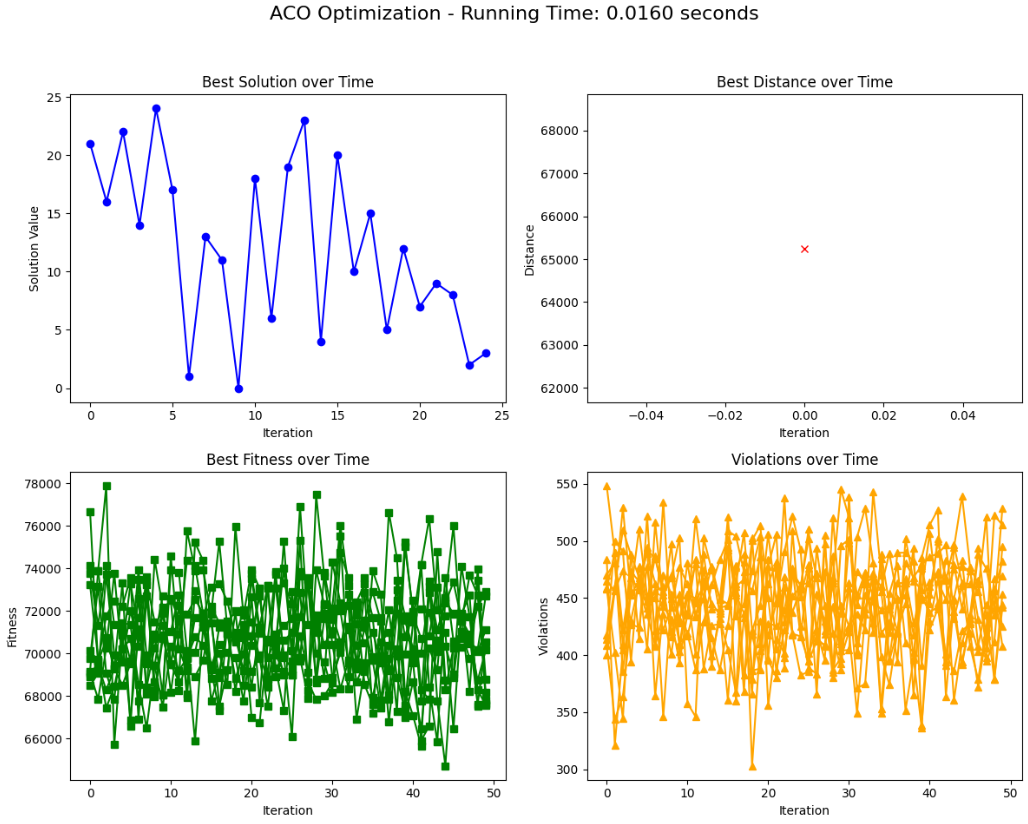 ACO Optimization - Running Time: 0.0160 seconds
Best Solution over Time
25
20
15
10
5
0
Solution Value
0 5 10 15 20 25
Iteration
Best Distance over Time
68000
67000
66000
65000
64000
63000
62000
Distance
−0.04 −0.02 0.00 0.02 0.04
Iteration
Best Fitness over Time
78000
76000
74000
72000
70000
68000
66000
Fitness
0 10 20 30 40 50
Iteration
Violations over Time
550
500
450
400
350
300
Violations
0 10 20 30 40 50
Iteration